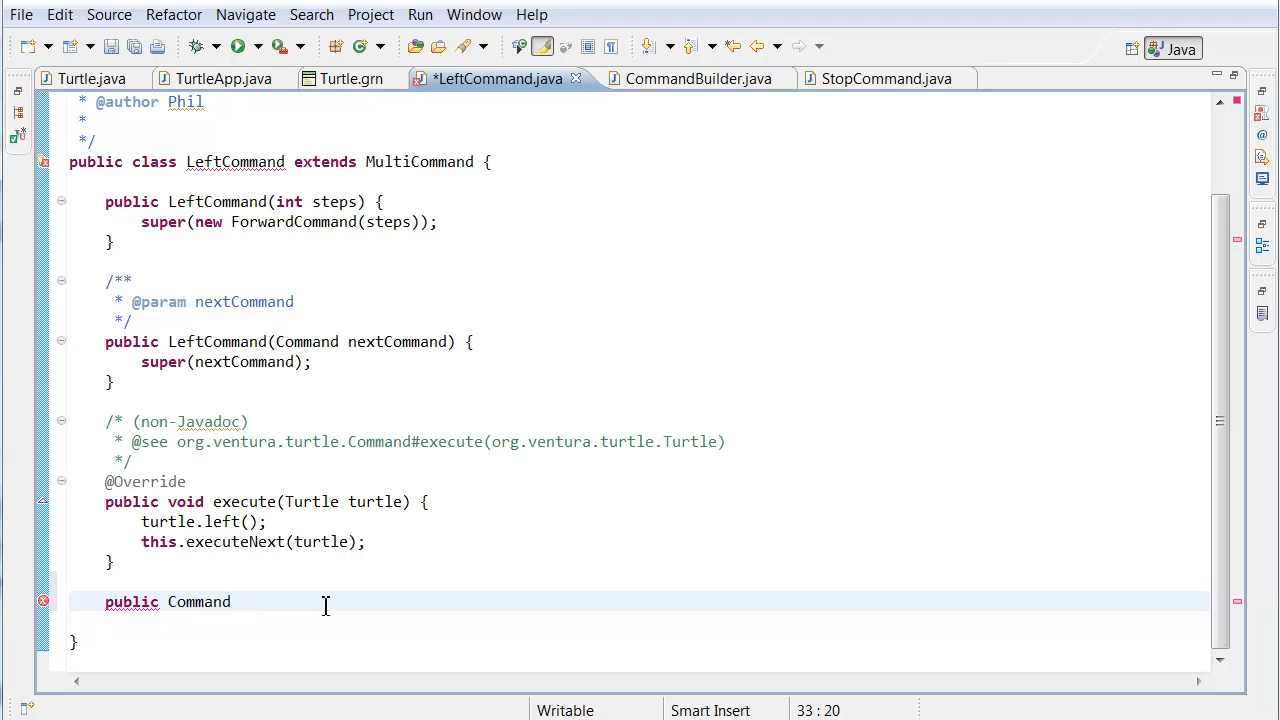 File Edit Source Refactor Navigate Search Project Run Window Help
Java
Turtle.java TurtleApp.java Turtle.grn *LeftCommand.java CommandBuilder.java StopCommand.java
* @author Phil
*
*/
public class LeftCommand extends MultiCommand {
public LeftCommand(int steps) {
super(new ForwardCommand(steps));
}
/**
* @param nextCommand
*/
public LeftCommand(Command nextCommand) {
super(nextCommand);
}
/* (non-Javadoc)
* @see org.ventura.turtle.Command#execute(org.ventura.turtle.Turtle)
*/
@Override
public void execute(Turtle turtle) {
turtle.left();
this.executeNext(turtle);
}
public Command
}
Writable Smart Insert 33 : 20